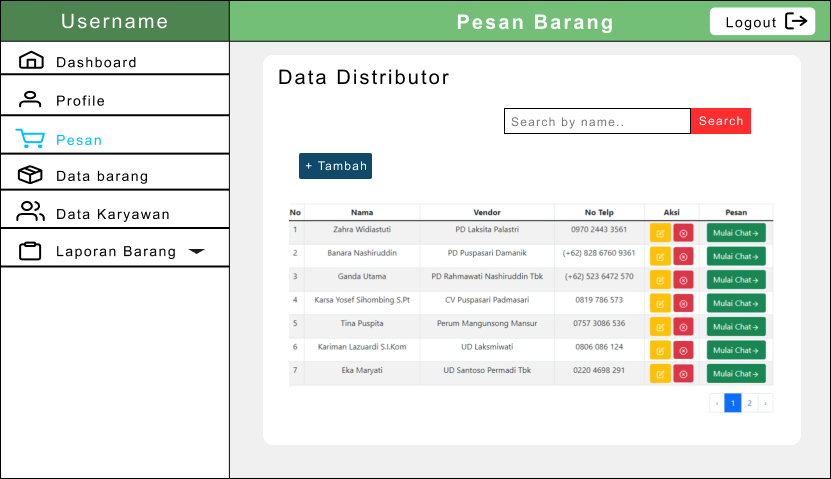 Username
Pesan Barang
Logout
Dashboard
Profile
Pesan
Data barang
Data Karyawan
Laporan Barang
Data Distributor
Search by name..
Search
+ Tambah
No Nama Vendor No Telp Aksi Pesan
1 Zahra Widiastuti PD Laksita Palastri 0970 2443 3561 Mulai Chat→
2 Banara Nashiruddin PD Puspasari Damanik (+62) 828 6760 9361 Mulai Chat→
3 Ganda Utama PD Rahmawati Nashiruddin Tbk (+62) 523 6472 570 Mulai Chat→
4 Karsa Yosef Sihombing S.Pt CV Puspasari Padmasari 0819 786 573 Mulai Chat→
5 Tina Puspita Perum Mangunsong Mansur 0757 3086 536 Mulai Chat→
6 Kariman Lazuardi S.I.Kom UD Laksmiwati 0806 086 124 Mulai Chat→
7 Eka Maryati UD Santoso Permadi Tbk 0220 4698 291 Mulai Chat→
‹ 1 2 ›